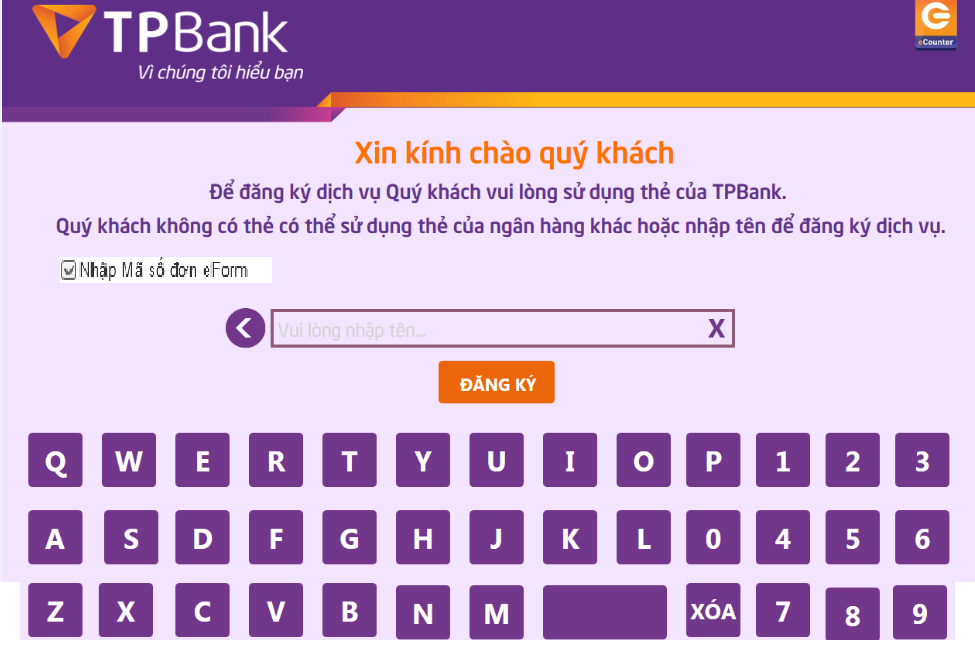 TPBank
Vì chúng tôi hiểu bạn
eCounter
Xin kính chào quý khách
Để đăng ký dịch vụ Quý khách vui lòng sử dụng thẻ của TPBank.
Quý khách không có thẻ có thể sử dụng thẻ của ngân hàng khác hoặc nhập tên để đăng ký dịch vụ.
Nhập Mã số đơn eForm
Vui lòng nhập tên... X
ĐĂNG KÝ
Q W E R T Y U I O P 1 2 3
A S D F G H J K L 0 4 5 6
Z X C V B N M XÓA 7 8 9